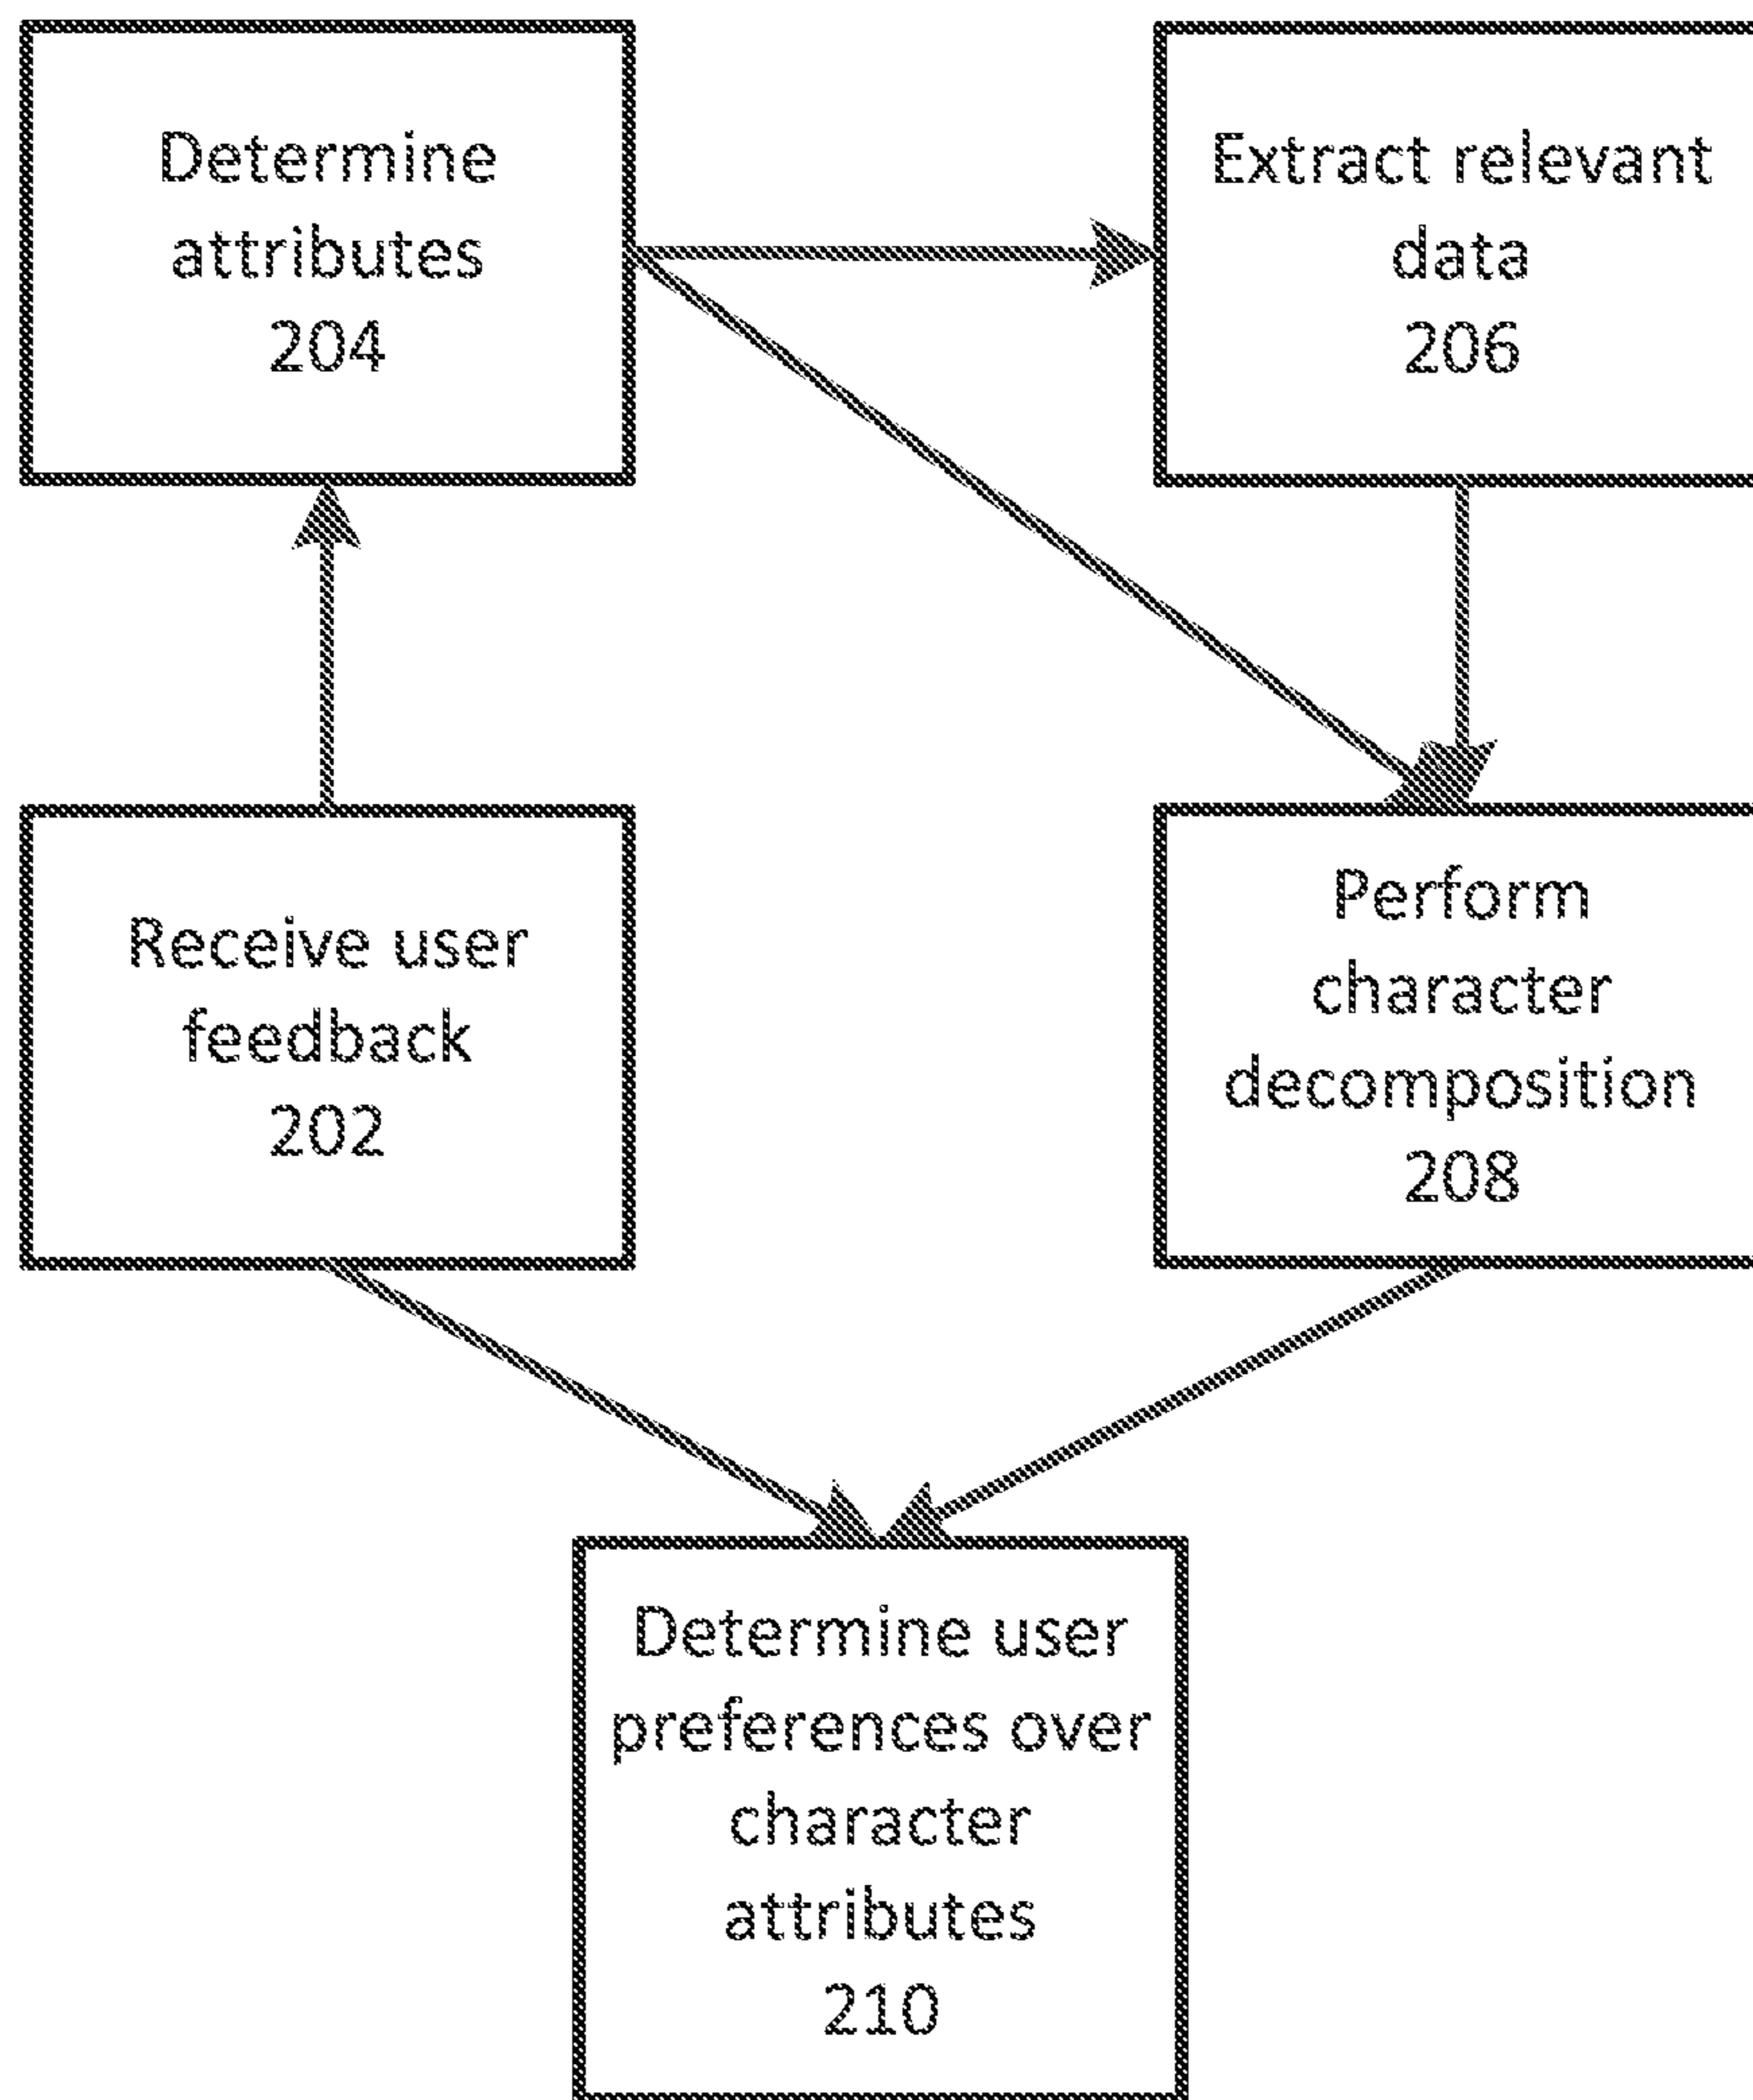 Determine
attributes
204
Extract relevant
data
206
Receive user
feedback
202
Perform
character
decomposition
208
Determine user
preferences over
character
attributes
210